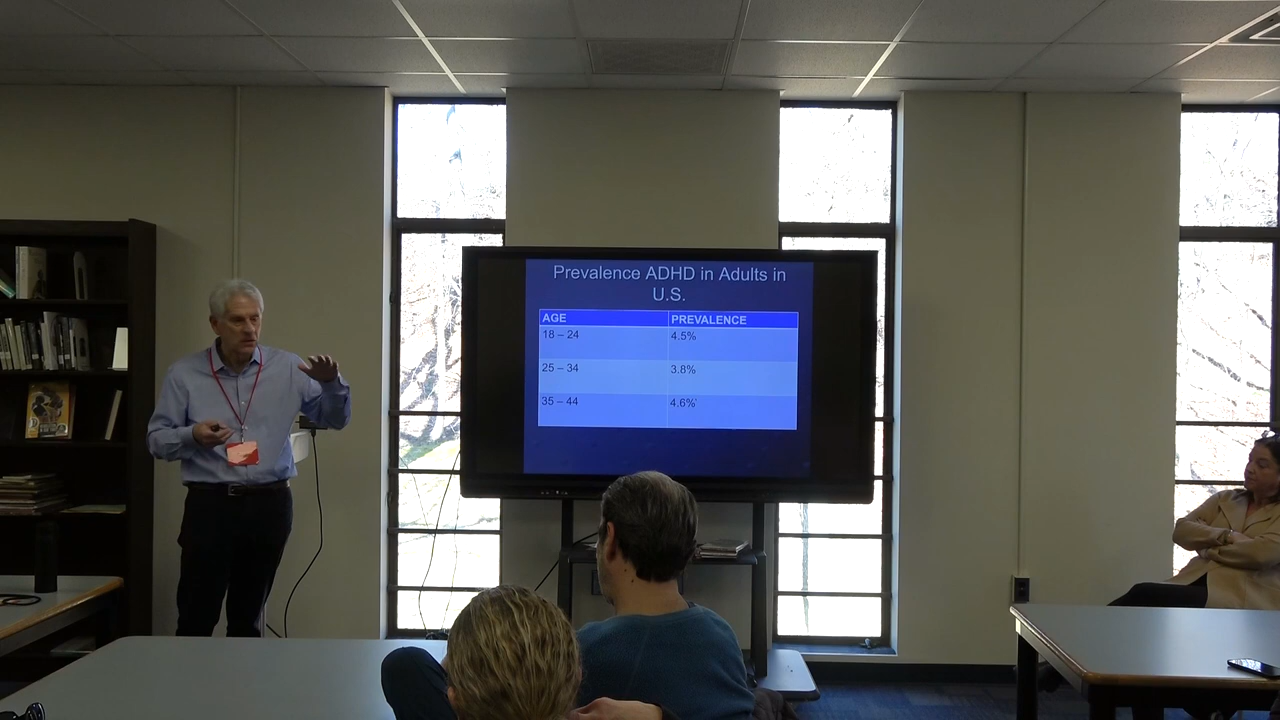 Prevalence ADHD in Adults in
U.S.
AGE PREVALENCE
18 – 24 4.5%
25 – 34 3.8%
35 – 44 4.6%